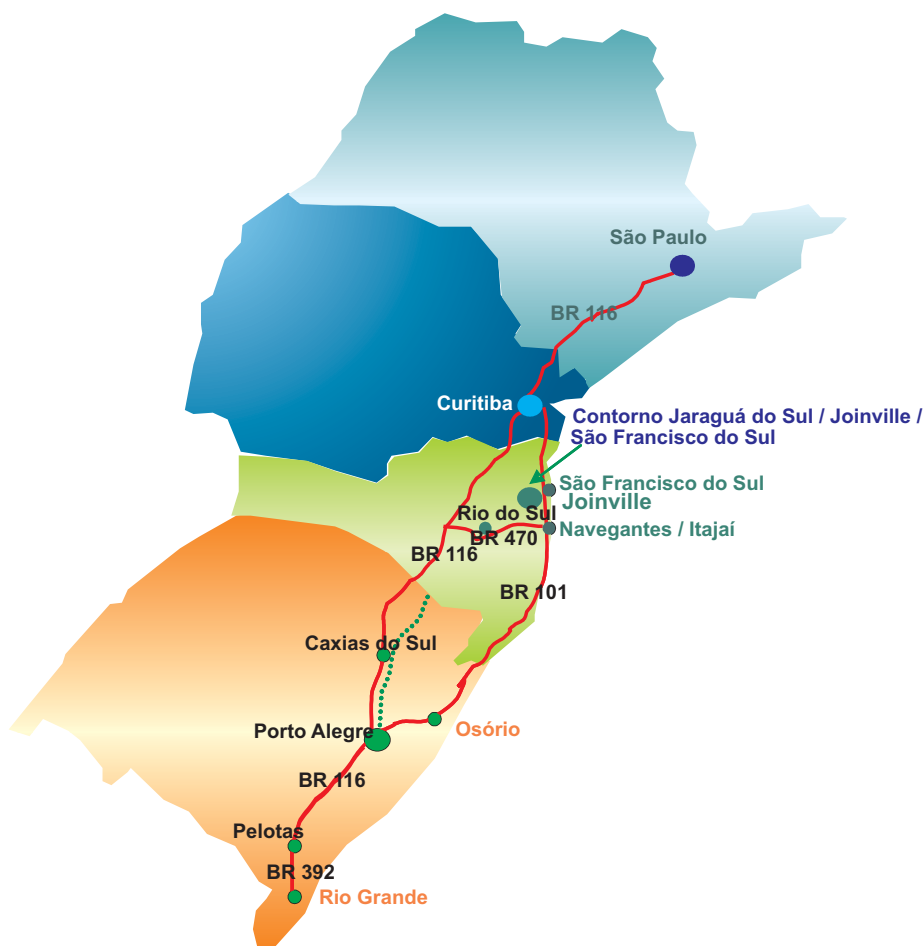 São Paulo
BR 116
Curitiba
Contorno Jaraguá do Sul / Joinville /
São Francisco do Sul
São Francisco do Sul
Joinville
Rio do Sul
Navegantes / Itajaí
BR 470
BR 116
BR 101
Caxias do Sul
Porto Alegre
Osório
BR 116
Pelotas
BR 392
Rio Grande